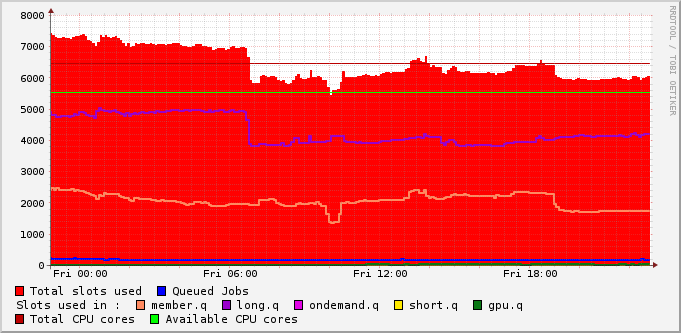 8000
7000
6000
5000
4000
3000
2000
1000
0
Fri 00:00 Fri 06:00 Fri 12:00 Fri 18:00
RRDTOOL / TOBI OETIKER
Total slots used Queued Jobs
Slots used in : member.q long.q ondemand.q short.q gpu.q
Total CPU cores Available CPU cores